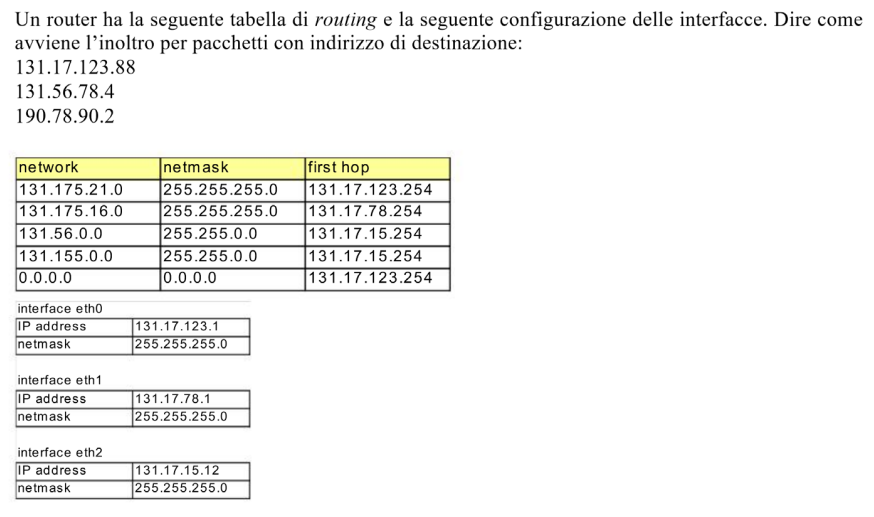 Un router ha la seguente tabella di routing e la seguente configurazione delle interfacce. Dire come
avviene l'inoltro per pacchetti con indirizzo di destinazione:
131.17.123.88
131.56.78.4
190.78.90.2
network netmask first hop
131.175.21.0 255.255.255.0 131.17.123.254
131.175.16.0 255.255.255.0 131.17.78.254
131.56.0.0 255.255.0.0 131.17.15.254
131.155.0.0 255.255.0.0 131.17.15.254
0.0.0.0 0.0.0.0 131.17.123.254
interface eth0
IP address 131.17.123.1
netmask 255.255.255.0
interface eth1
IP address 131.17.78.1
netmask 255.255.255.0
interface eth2
IP address 131.17.15.12
netmask 255.255.255.0